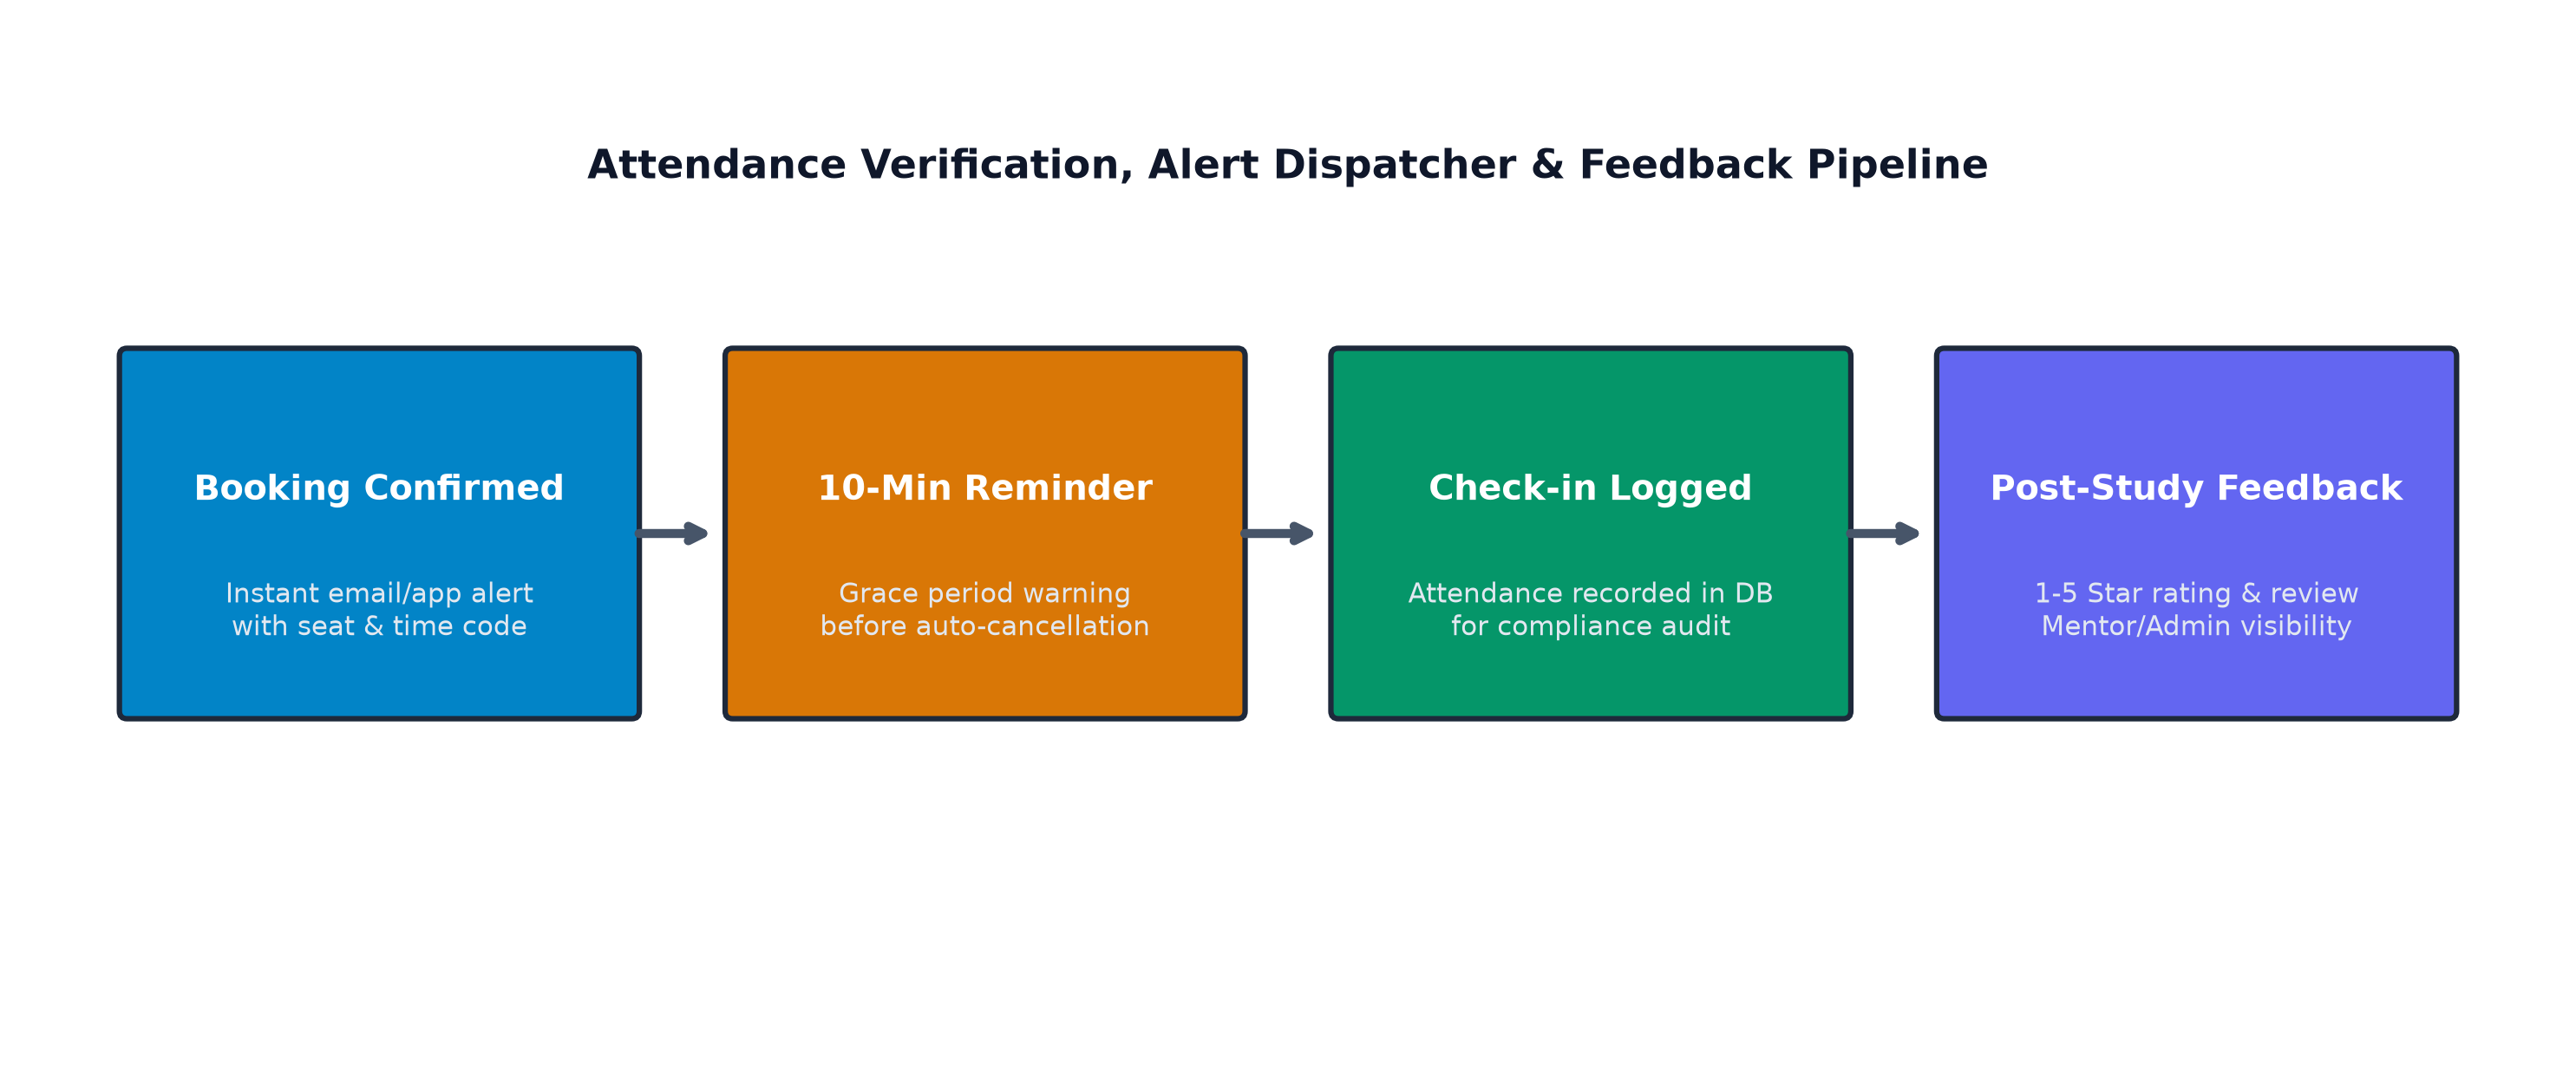 Attendance Verification, Alert Dispatcher & Feedback Pipeline
Booking Confirmed
Instant email/app alert
with seat & time code
10-Min Reminder
Grace period warning
before auto-cancellation
Check-in Logged
Attendance recorded in DB
for compliance audit
Post-Study Feedback
1-5 Star rating & review
Mentor/Admin visibility